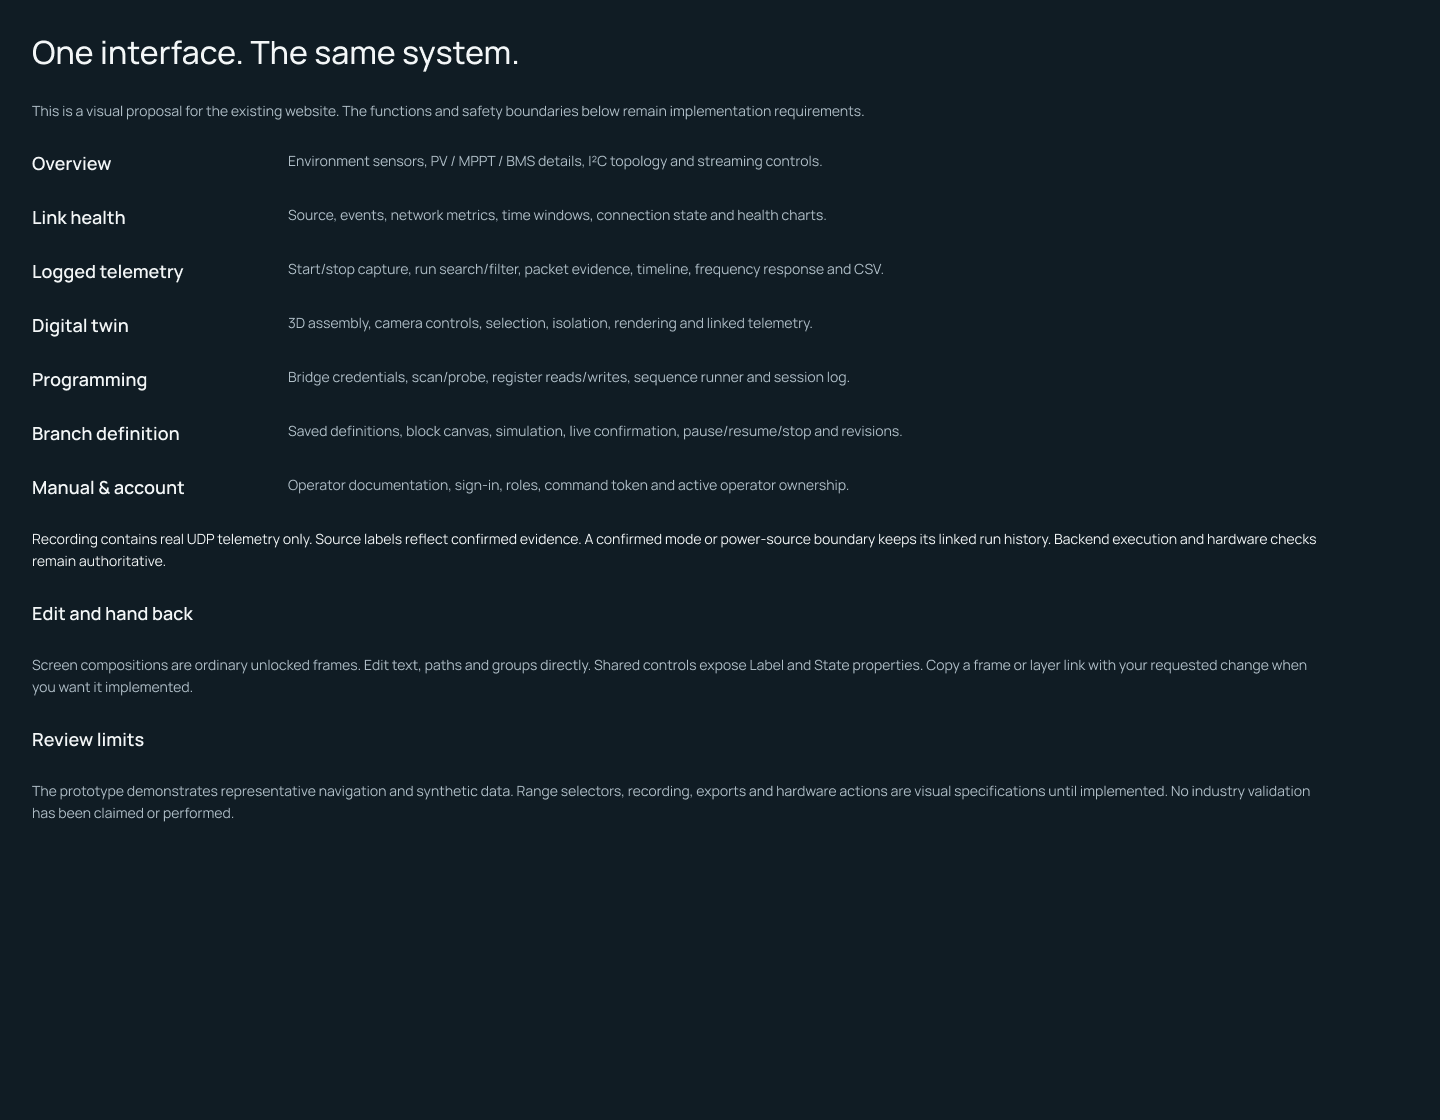 One interface. The same system.
This is a visual proposal for the existing website. The functions and safety boundaries below remain implementation requirements.
Overview
Environment sensors, PV / MPPT / BMS details, I²C topology and streaming controls.
Link health
Source, events, network metrics, time windows, connection state and health charts.
Logged telemetry
Start/stop capture, run search/filter, packet evidence, timeline, frequency response and CSV.
Digital twin
3D assembly, camera controls, selection, isolation, rendering and linked telemetry.
Programming
Bridge credentials, scan/probe, register reads/writes, sequence runner and session log.
Branch definition
Saved definitions, block canvas, simulation, live confirmation, pause/resume/stop and revisions.
Manual & account
Operator documentation, sign-in, roles, command token and active operator ownership.
Recording contains real UDP telemetry only. Source labels reflect confirmed evidence. A confirmed mode or power-source boundary keeps its linked run history. Backend execution and hardware checks
remain authoritative.
Edit and hand back
Screen compositions are ordinary unlocked frames. Edit text, paths and groups directly. Shared controls expose Label and State properties. Copy a frame or layer link with your requested change when
you want it implemented.
Review limits
The prototype demonstrates representative navigation and synthetic data. Range selectors, recording, exports and hardware actions are visual specifications until implemented. No industry validation
has been claimed or performed.